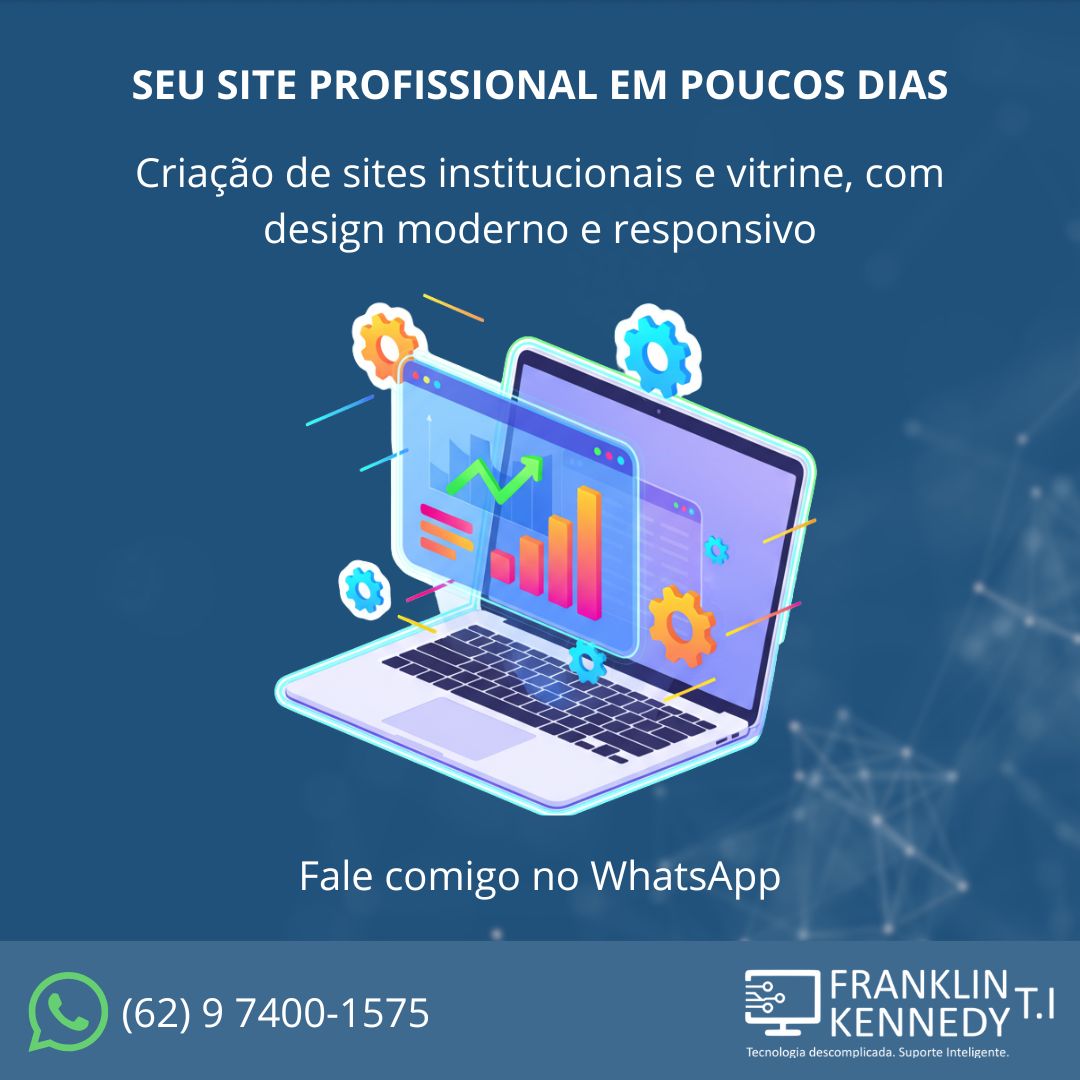 SEU SITE PROFISSIONAL EM POUCOS DIAS
Criação de sites institucionais e vitrine, com
design moderno e responsivo
Fale comigo no WhatsApp
(62) 9 7400-1575
FRANKLIN
KENNEDY
T.I
Tecnologia descomplicada. Suporte Inteligente.